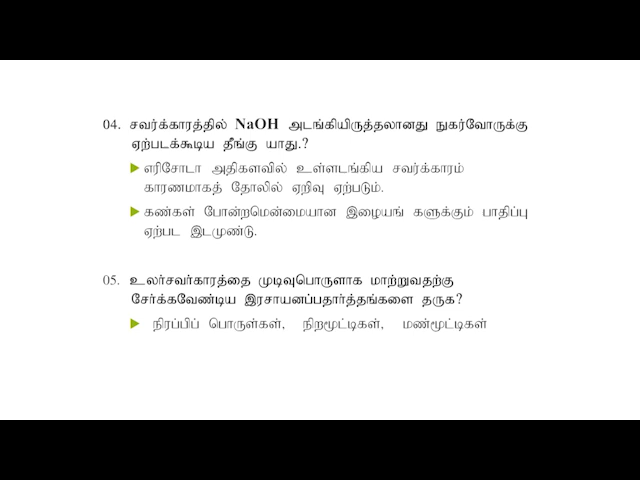 04. சவர்க்காரத்தில் NaOH அடங்கியிருத்தலானது நுகர்வோருக்கு
ஏற்படக்கூடிய தீங்கு யாது.?
எரிசோடா அதிகளவில் உள்ளடங்கிய சவர்க்காரம்
காரணமாகத் தோலில் ஏறிவு ஏற்படும்.
கண்கள் போன்றமென்மையான இழையங் களுக்கும் பாதிப்பு
ஏற்பட இடமுண்டு.
05. உலர்சவர்காரத்தை முடிவுபொருளாக மாற்றுவதற்கு
சேர்க்கவேண்டிய இரசாயனப்பதார்த்தங்களை தருக?
நிரப்பிப் பொருள்கள், நிறமூட்டிகள், மண்மூட்டிகள்